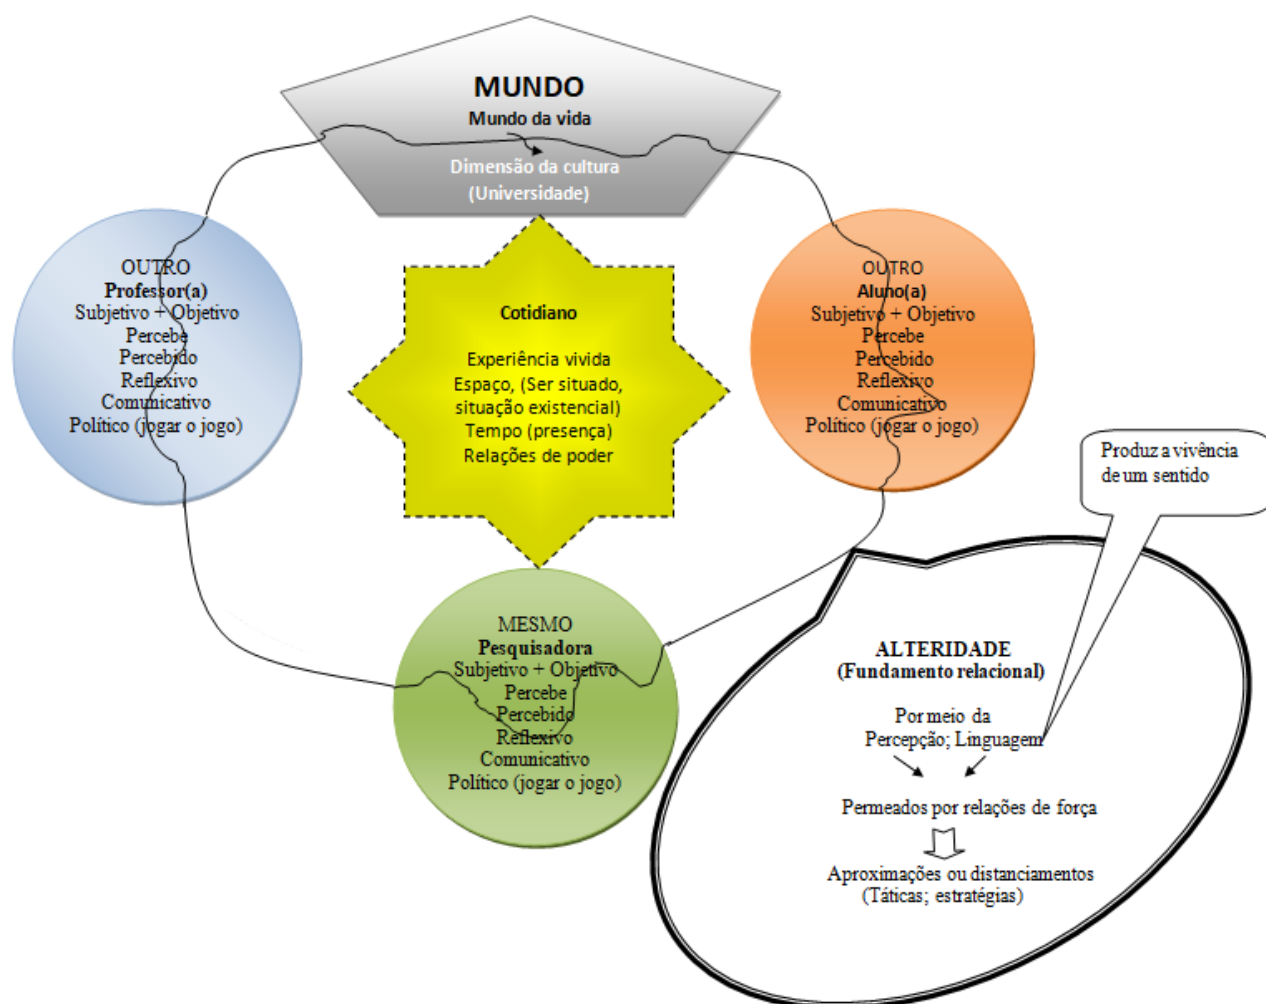 MUNDO
Mundo da vida
Dimensão da cultura
(Universidade)
OUTRO
Professor(a)
Subjetivo + Objetivo
Percebe
Percebido
Reflexivo
Comunicativo
Político (jogar o jogo)
Cotidiano
Experiência vivida
Espaço, (Ser situado,
situação existencial)
Tempo (presença)
Relações de poder
OUTRO
Aluno(a)
Subjetivo + Objetivo
Percebe
Percebido
Reflexivo
Comunicativo
Político (jogar o jogo)
Produz a vivência
de um sentido
MESMO
Pesquisadora
Subjetivo + Objetivo
Percebe
Percebido
Reflexivo
Comunicativo
Político (jogar o jogo)
ALTERIDADE
(Fundamento relacional)
Por meio da
Percepção; Linguagem
Permeados por relações de força
Aproximações ou distanciamentos
(Táticas; estratégias)